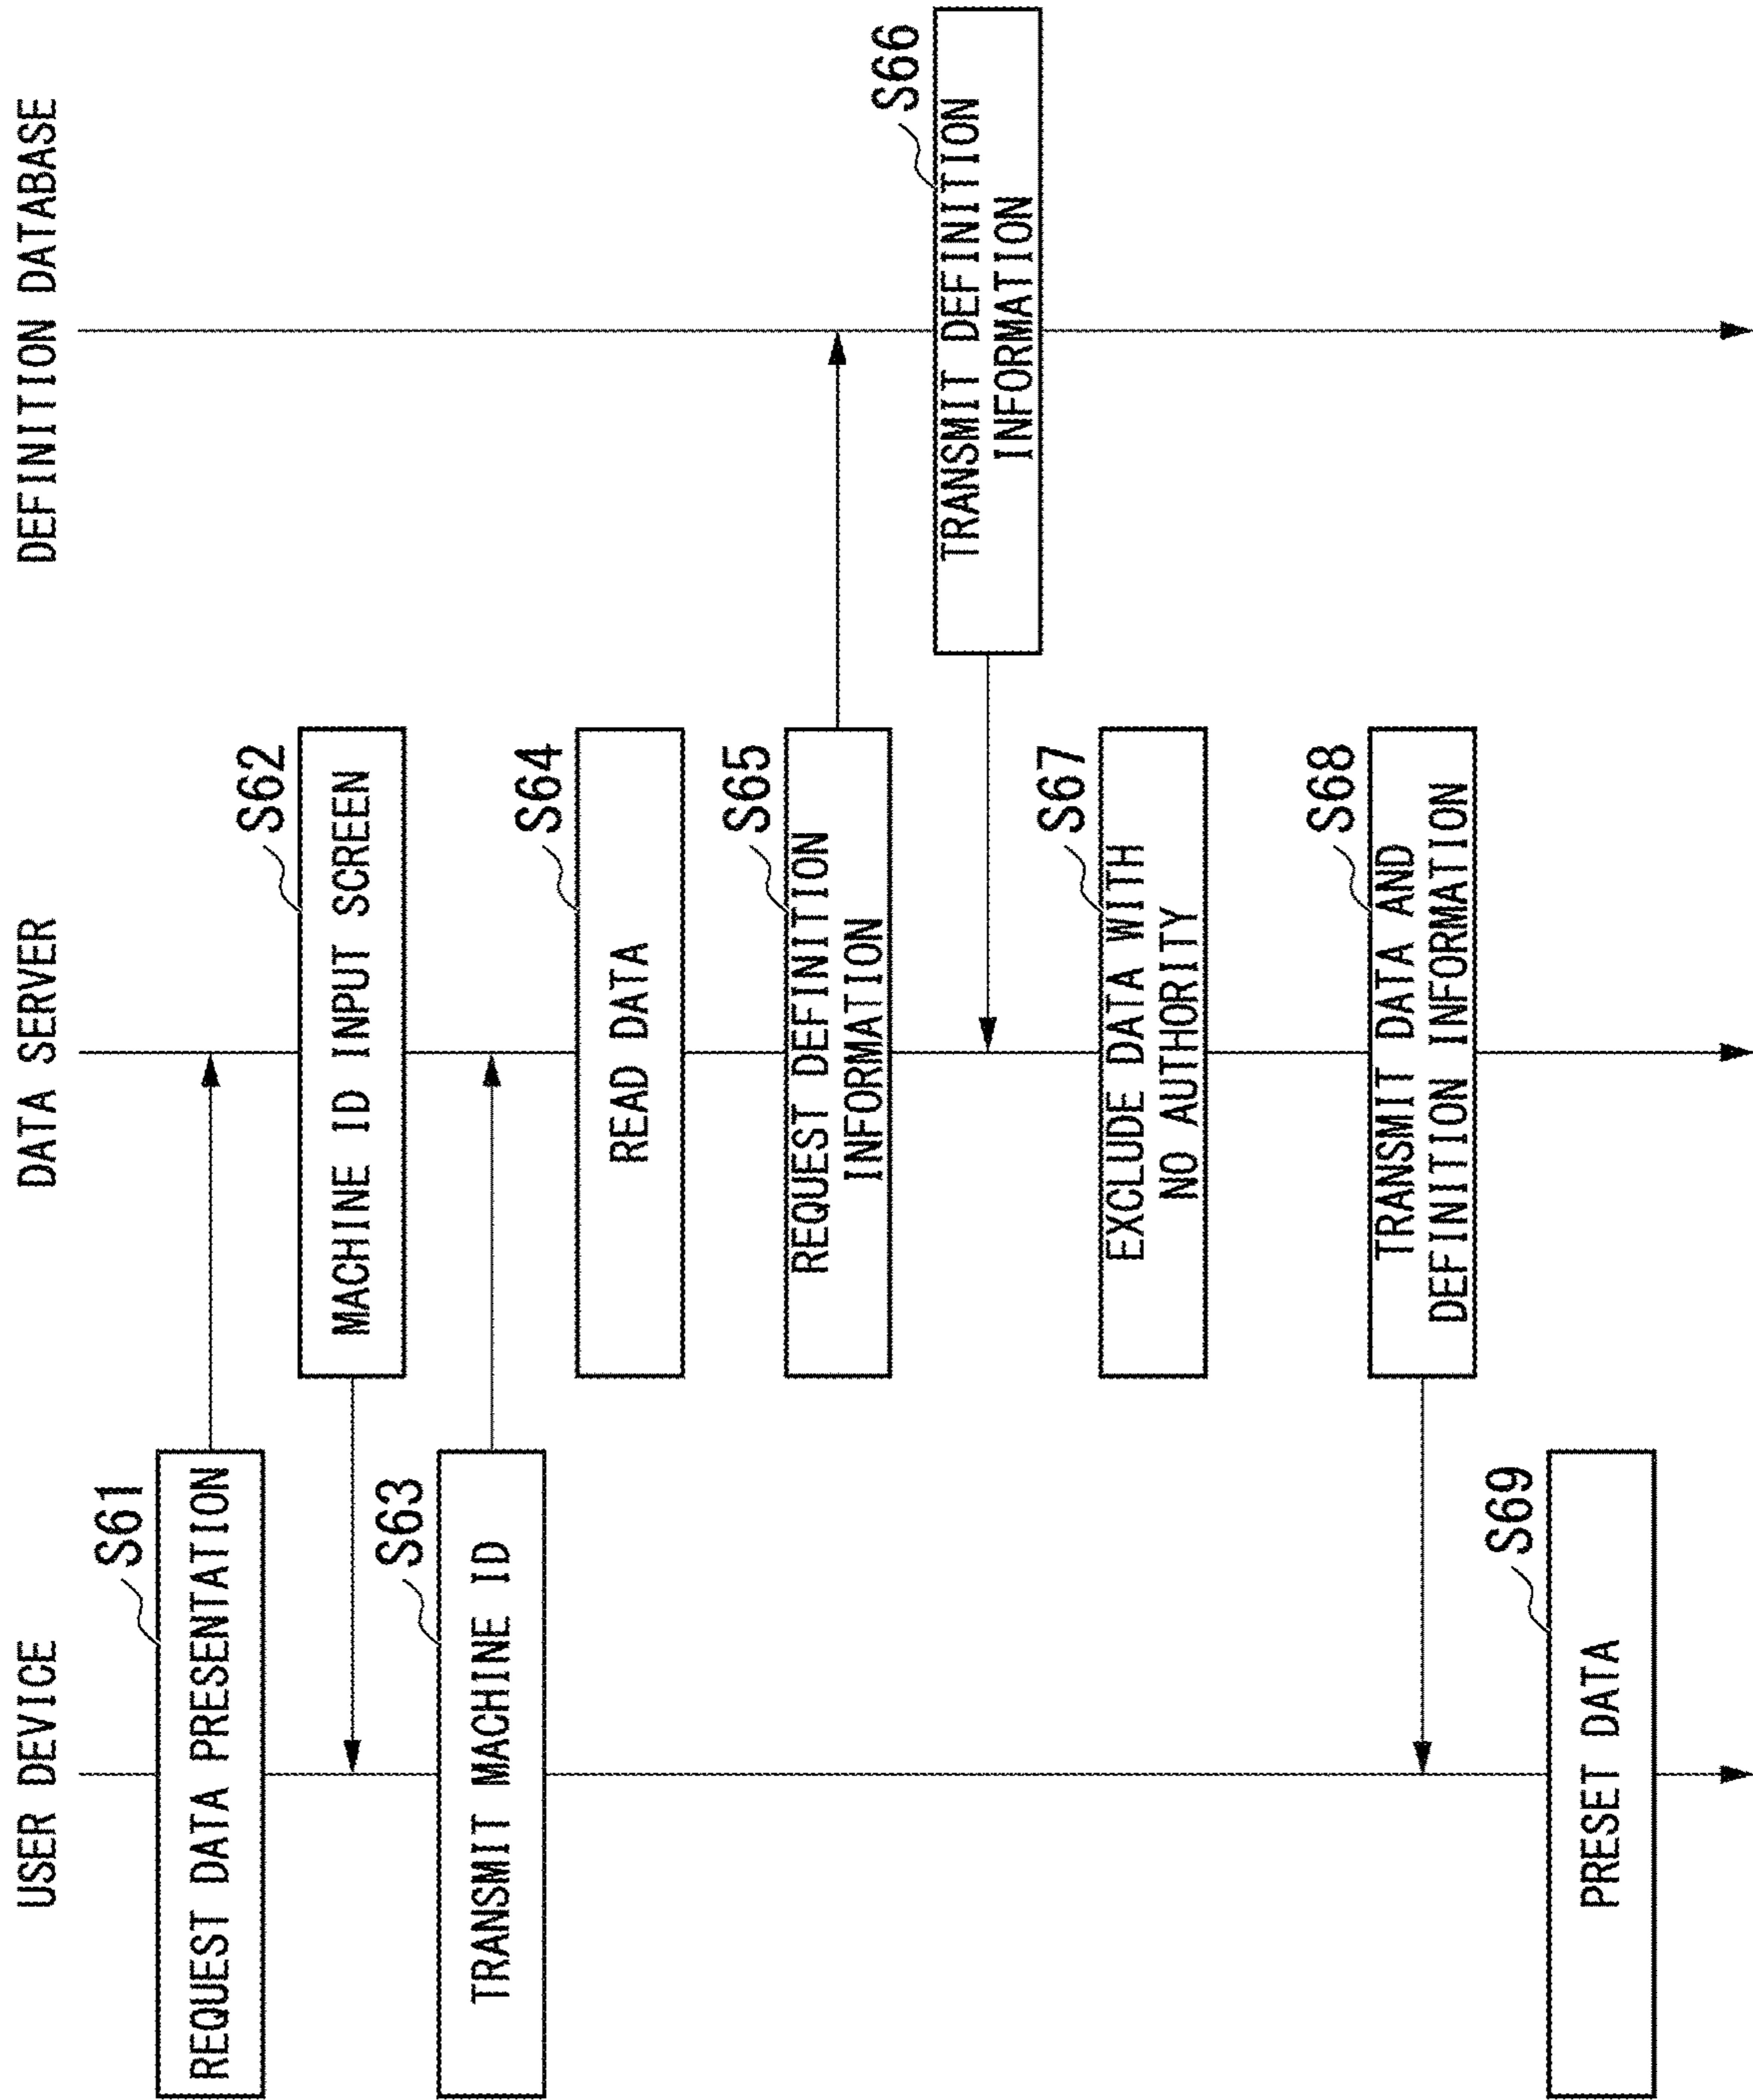 USER DEVICE
DATA SERVER
DEFINITION DATABASE
S61
REQUEST DATA PRESENTATION
S62
MACHINE ID INPUT SCREEN
S63
TRANSMIT MACHINE ID
S64
READ DATA
S65
REQUEST DEFINITION
INFORMATION
S66
TRANSMIT DEFINITION
INFORMATION
S67
EXCLUDE DATA WITH
NO AUTHORITY
S68
TRANSMIT DATA AND
DEFINITION INFORMATION
S69
PRESET DATA